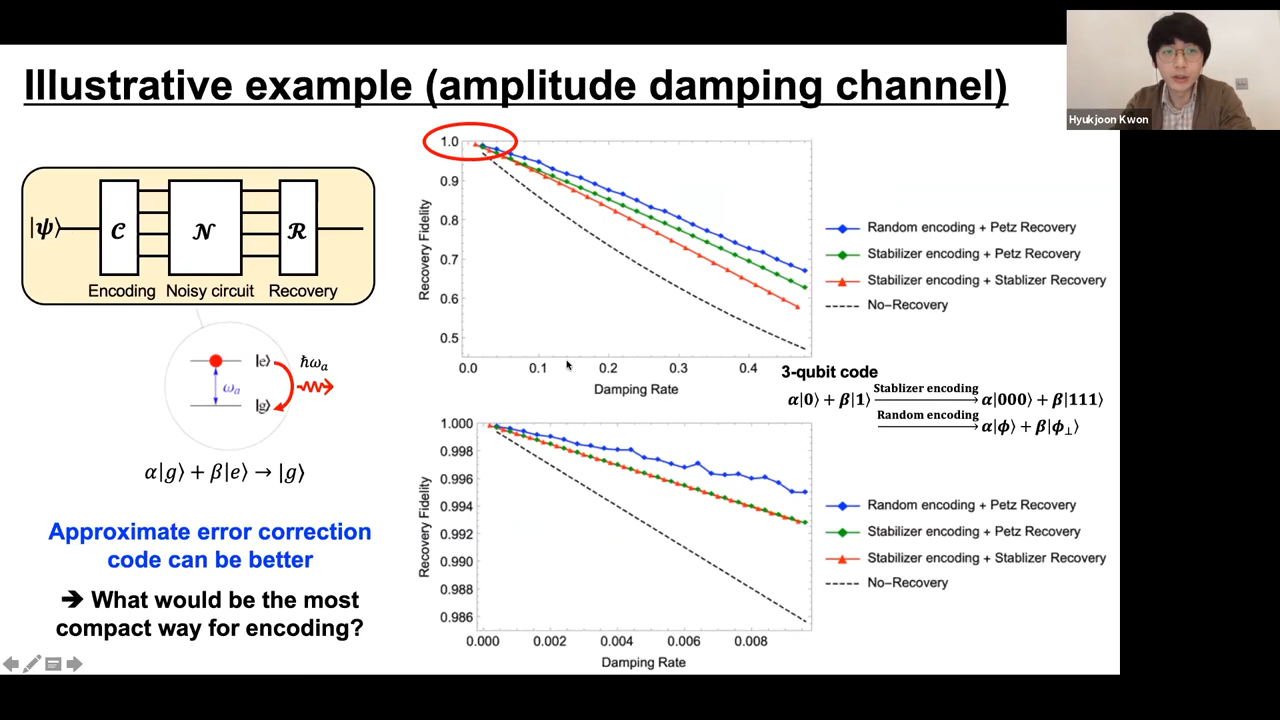 Illustrative example (amplitude damping channel)
Hyukjoon Kwon
|ψ⟩
C
N
R
Encoding Noisy circuit Recovery
|e⟩
ħωₐ
ωₐ
|g⟩
α|g⟩ + β|e⟩ → |g⟩
Approximate error correction
code can be better
➔ What would be the most
compact way for encoding?
1.0
0.9
0.8
0.7
0.6
0.5
Recovery Fidelity
0.0 0.1 0.2 0.3 0.4
Damping Rate
Random encoding + Petz Recovery
Stabilizer encoding + Petz Recovery
Stabilizer encoding + Stablizer Recovery
No−Recovery
3-qubit code
Stablizer encoding
α|0⟩ + β|1⟩ → α|000⟩ + β|111⟩
Random encoding
→ α|ϕ⟩ + β|ϕ⊥⟩
1.000
0.998
0.996
0.994
0.992
0.990
0.988
0.986
Recovery Fidelity
0.000 0.002 0.004 0.006 0.008
Damping Rate
Random encoding + Petz Recovery
Stabilizer encoding + Petz Recovery
Stabilizer encoding + Stablizer Recovery
No−Recovery